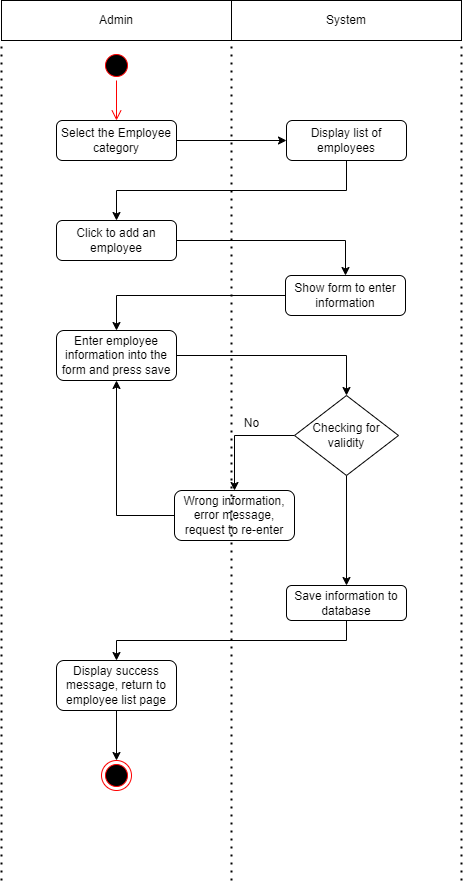 Admin
System
Select the Employee
category
Display list of
employees
Click to add an
employee
Show form to enter
information
Enter employee
information into the
form and press save
Checking for
validity
No
Wrong information,
error message,
request to re-enter
Save information to
database
Display success
message, return to
employee list page